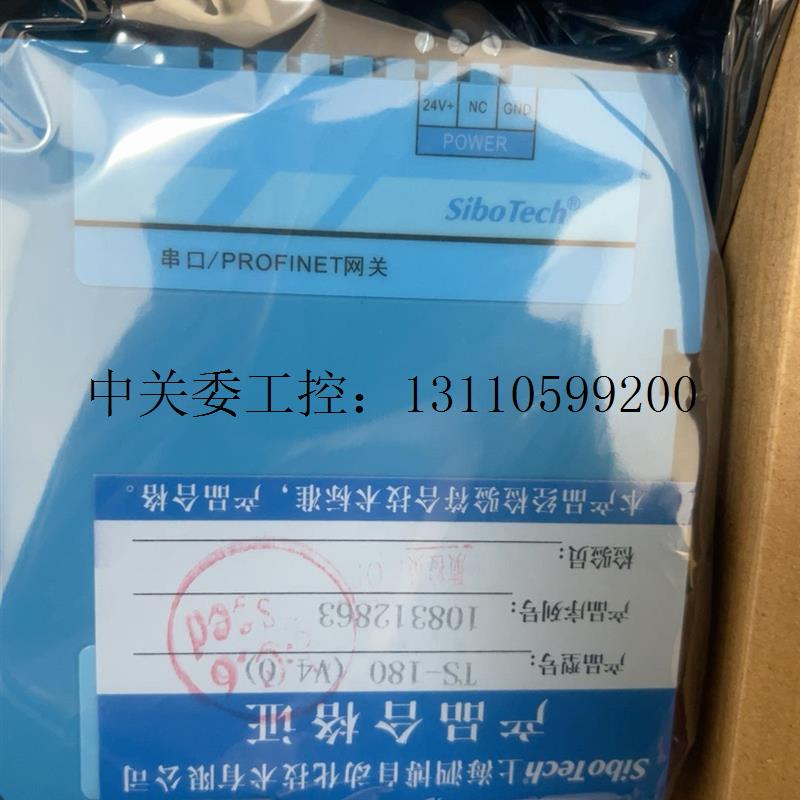 24V+ NC GND
POWER
SiboTech®
串口/PROFINET网关
中关委工控：13110599200
SiboTech上海泗博自动化技术有限公司
产品合格证
产品型号：TS-180 (V4.0)
产品序列号：108312863
检验员：
本产品经检验符合技术标准，产品合格。